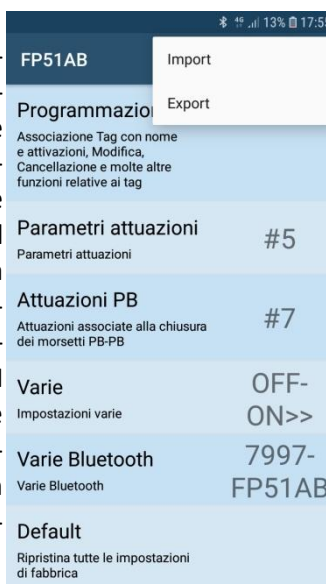 13% 17:55
FP51AB
Import
Export
Programmazio
Associazione Tag con nome
e attivazioni, Modifica,
Cancellazione e molte altre
funzioni relative ai tag
Parametri attuazioni
Parametri attuazioni
#5
Attuazioni PB
Attuazioni associate alla chiusura
dei morsetti PB-PB
#7
Varie
Impostazioni varie
OFF-
ON>>
Varie Bluetooth
Varie Bluetooth
7997-
FP51AB
Default
Ripristina tutte le impostazioni
di fabbrica